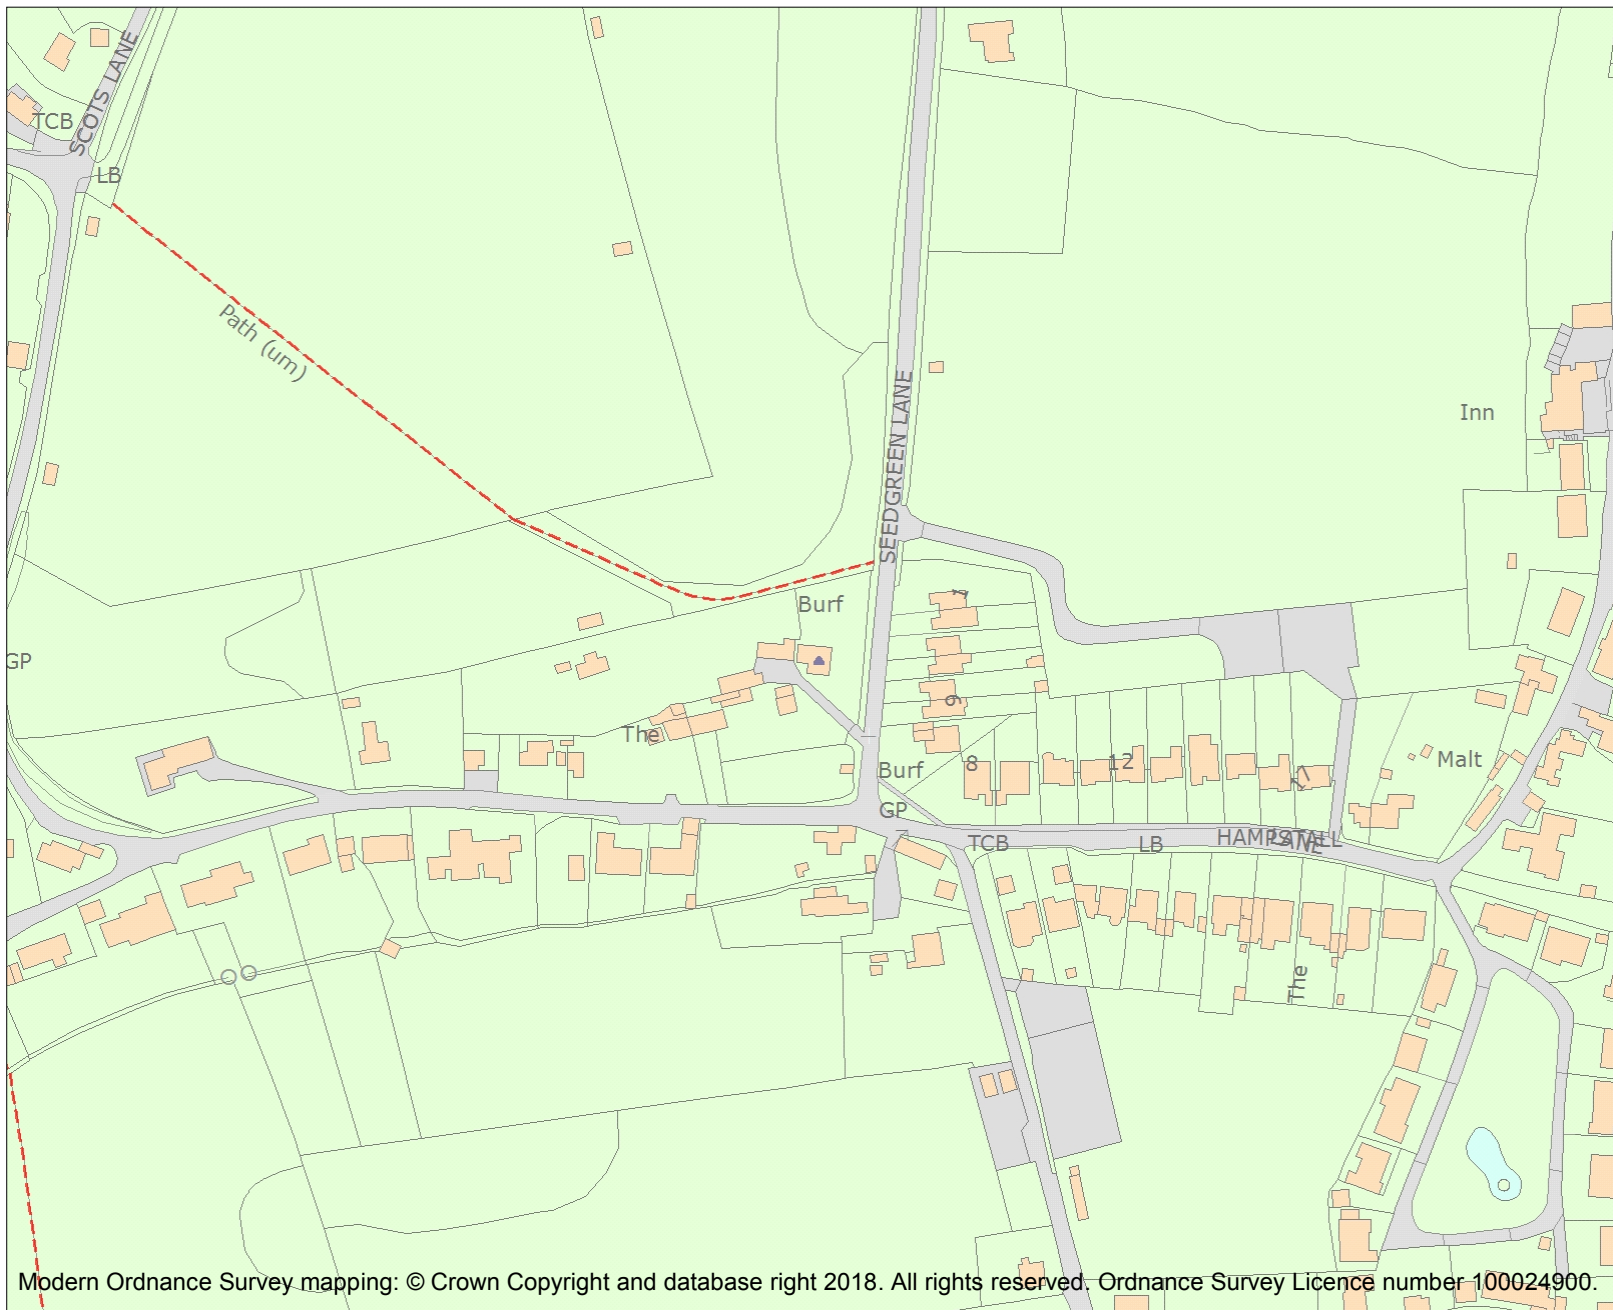 SCOTS LANE
TCB
LB
Path (um)
SEEDGREEN LANE
Inn
Burf
GP
The
6
Burf
8
12
17
Malt
GP
TCB
LB
HAMPSTALL
LANE
The
Modern Ordnance Survey mapping: © Crown Copyright and database right 2018. All rights reserved. Ordnance Survey Licence number 100024900.